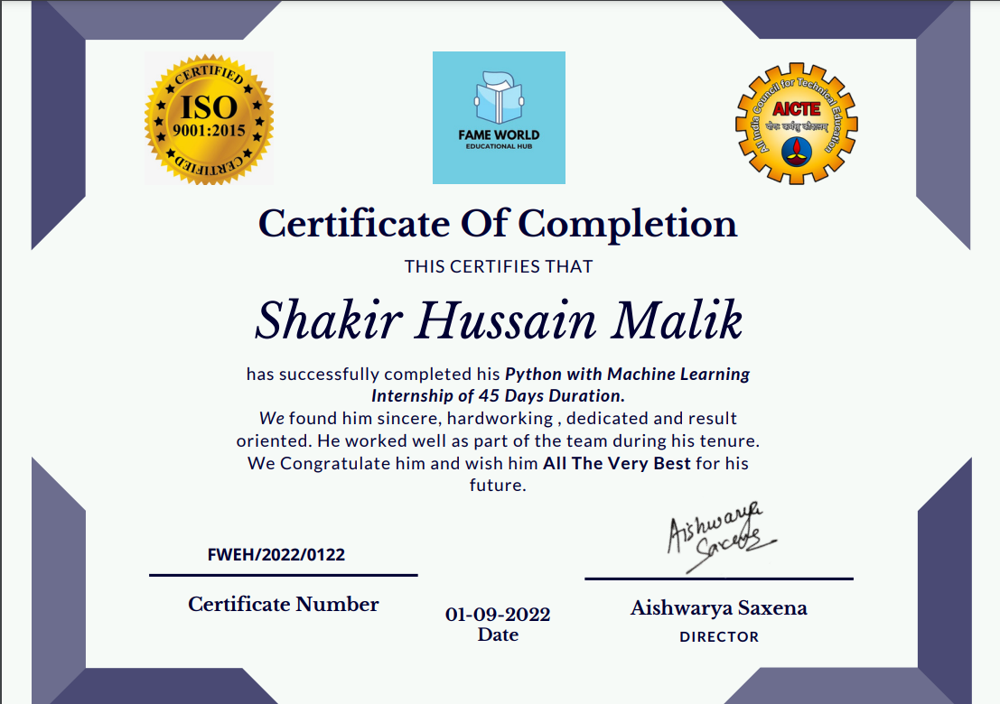 CERTIFIED
ISO
9001:2015
CERTIFIED
FAME WORLD
EDUCATIONAL HUB
All India Council for Technical Education
AICTE
योगः कर्मसु कौशलम्
Certificate Of Completion
THIS CERTIFIES THAT
Shakir Hussain Malik
has successfully completed his Python with Machine Learning
Internship of 45 Days Duration.
We found him sincere, hardworking , dedicated and result
oriented. He worked well as part of the team during his tenure.
We Congratulate him and wish him All The Very Best for his
future.
Aishwarya
Saxena
FWEH/2022/0122
Certificate Number
01-09-2022
Date
Aishwarya Saxena
DIRECTOR